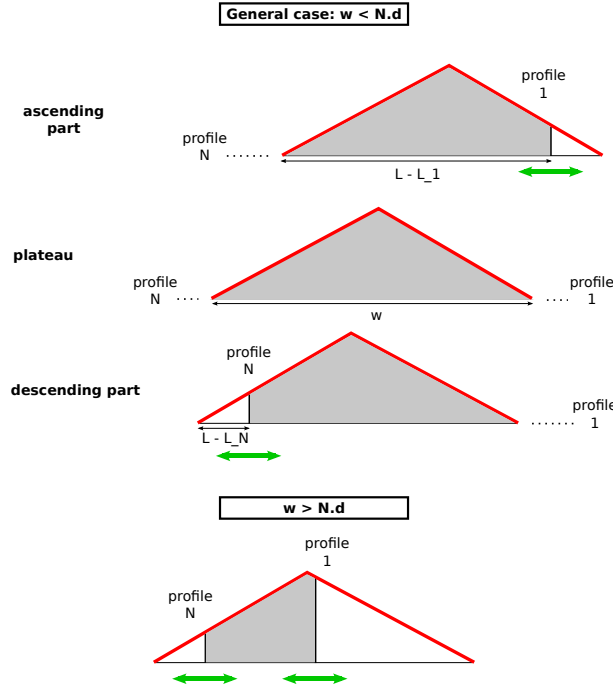 General case: w < N.d
profile
1
ascending
part
profile
N
L - L_1
plateau
profile
N
profile
1
w
profile
N
descending part
profile
1
L - L_N
w > N.d
profile
1
profile
N